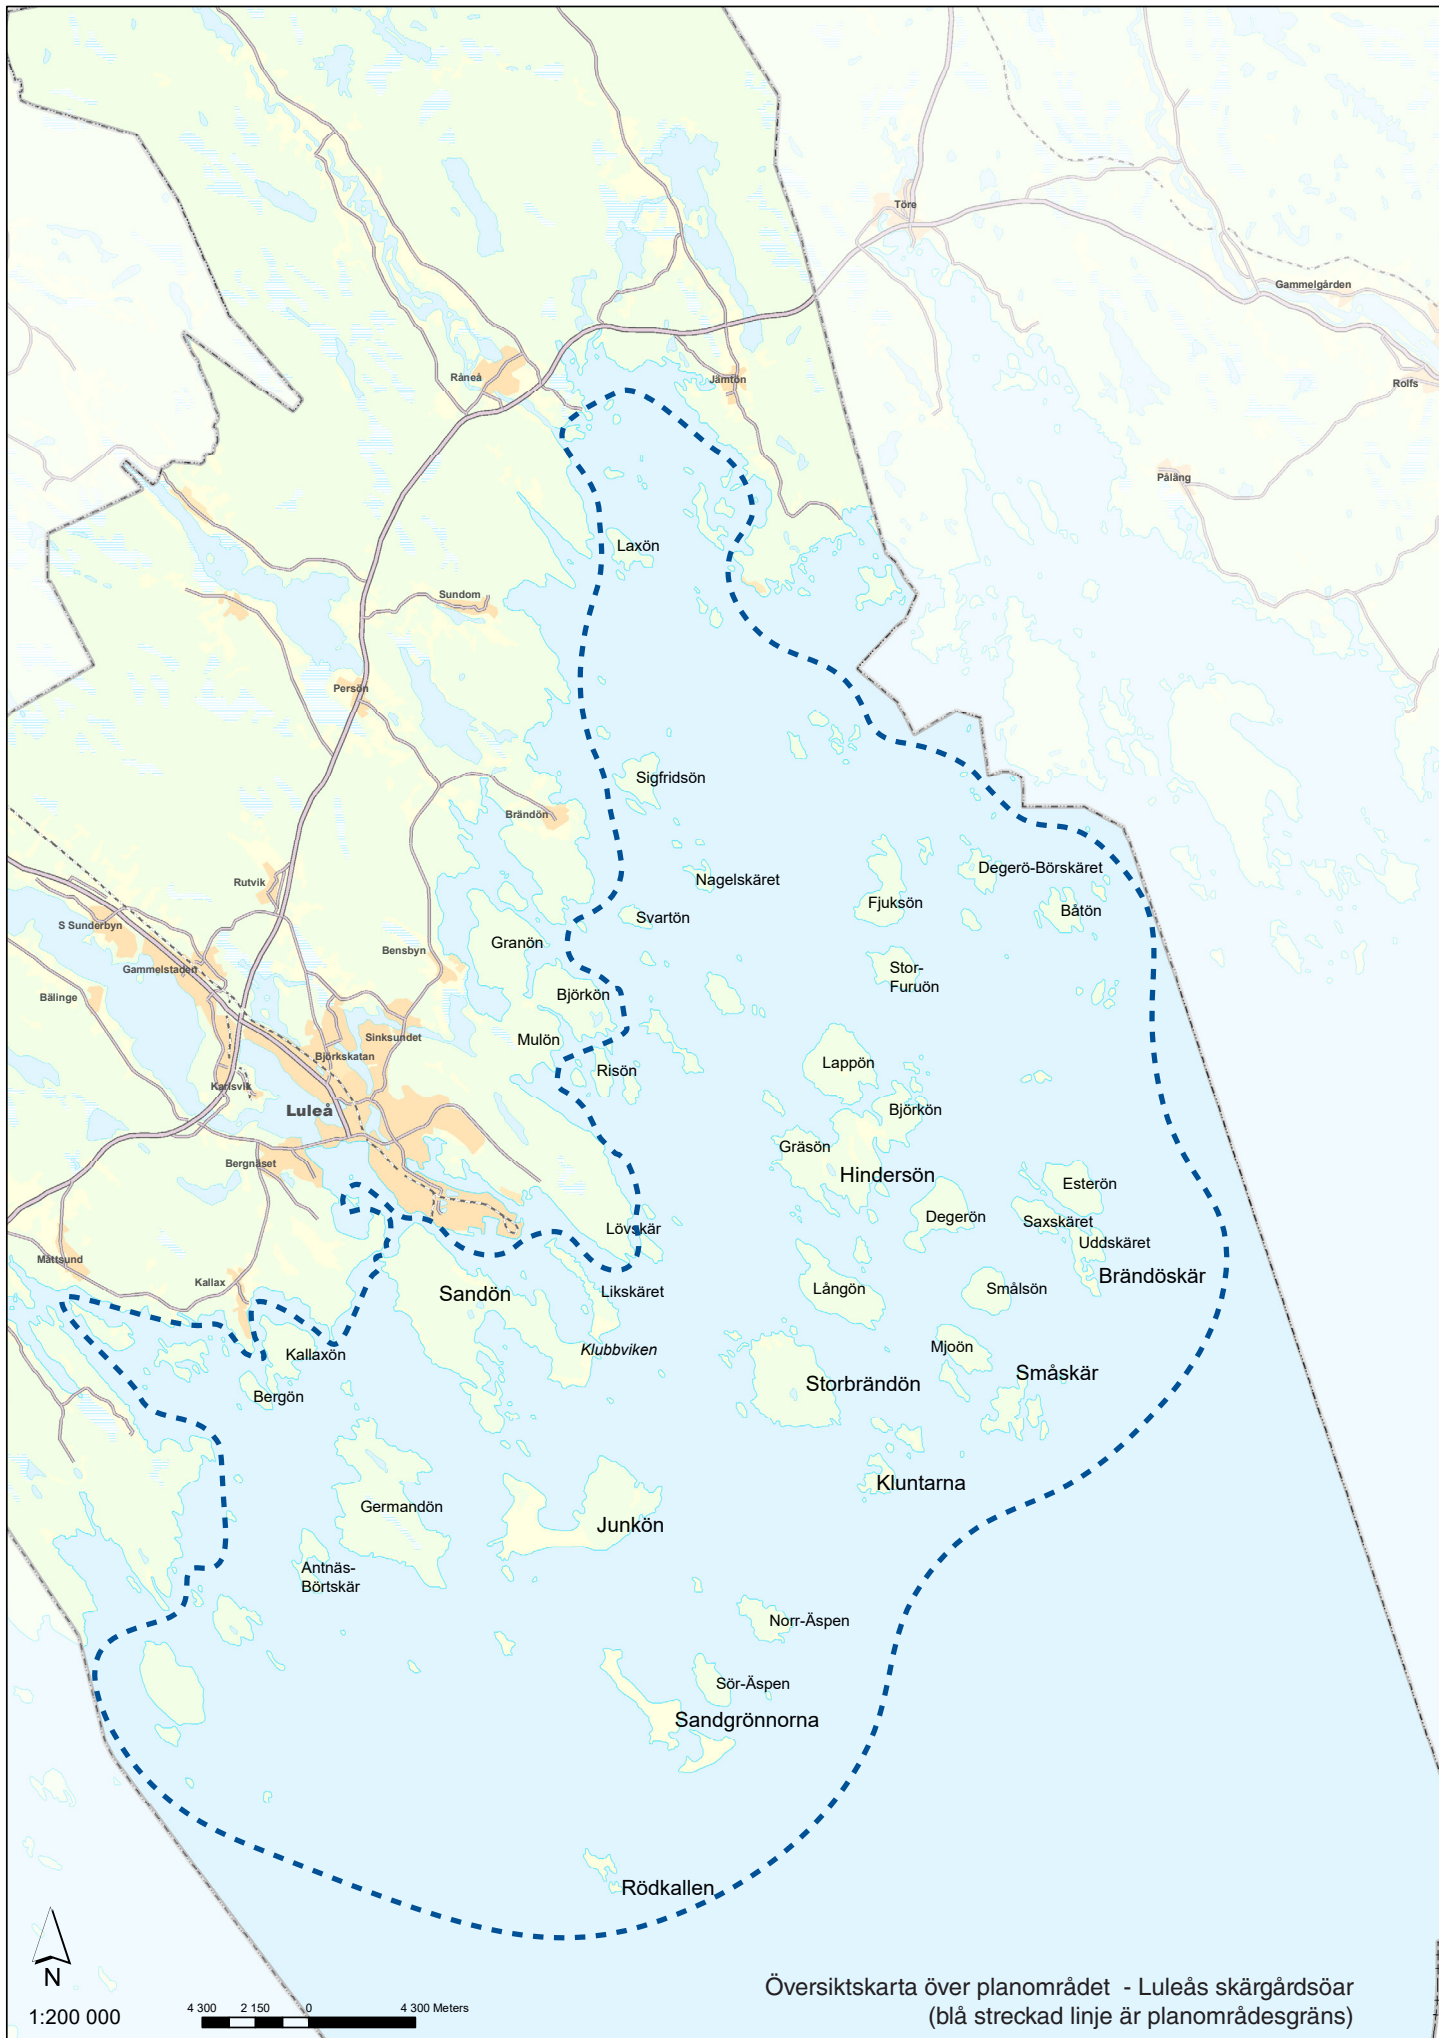 Töre
Gammelgården
Råneå
Jämtön
Rolfs
Påläng
Laxön
Sundom
Persön
Sigfridsön
Brändön
Degerö-Börskäret
Nagelskäret
Rutvik
Fjuksön
Båtön
Svartön
S Sunderbyn
Granön
Bensbyn
Gammelstaden
Stor-
Furuön
Bälinge
Björkön
Sinksundet
Mulön
Björkskatan
Lappön
Risön
Karlsvik
Luleå
Björkön
Gräsön
Bergnäset
Hindersön
Esterön
Degerön
Saxskäret
Lövskär
Uddskäret
Måttsund
Brändöskär
Kallax
Sandön
Likskäret
Långön
Smålsön
Kallaxön
Klubbviken
Mjoön
Småskär
Storbrändön
Bergön
Kluntarna
Germandön
Junkön
Antnäs-
Börtskär
Norr-Äspen
Sör-Äspen
Sandgrönnorna
Rödkallen
N
1:200 000
4 300 2 150 0 4 300 Meters
Översiktskarta över planområdet - Luleås skärgårdsöar
(blå streckad linje är planområdesgräns)